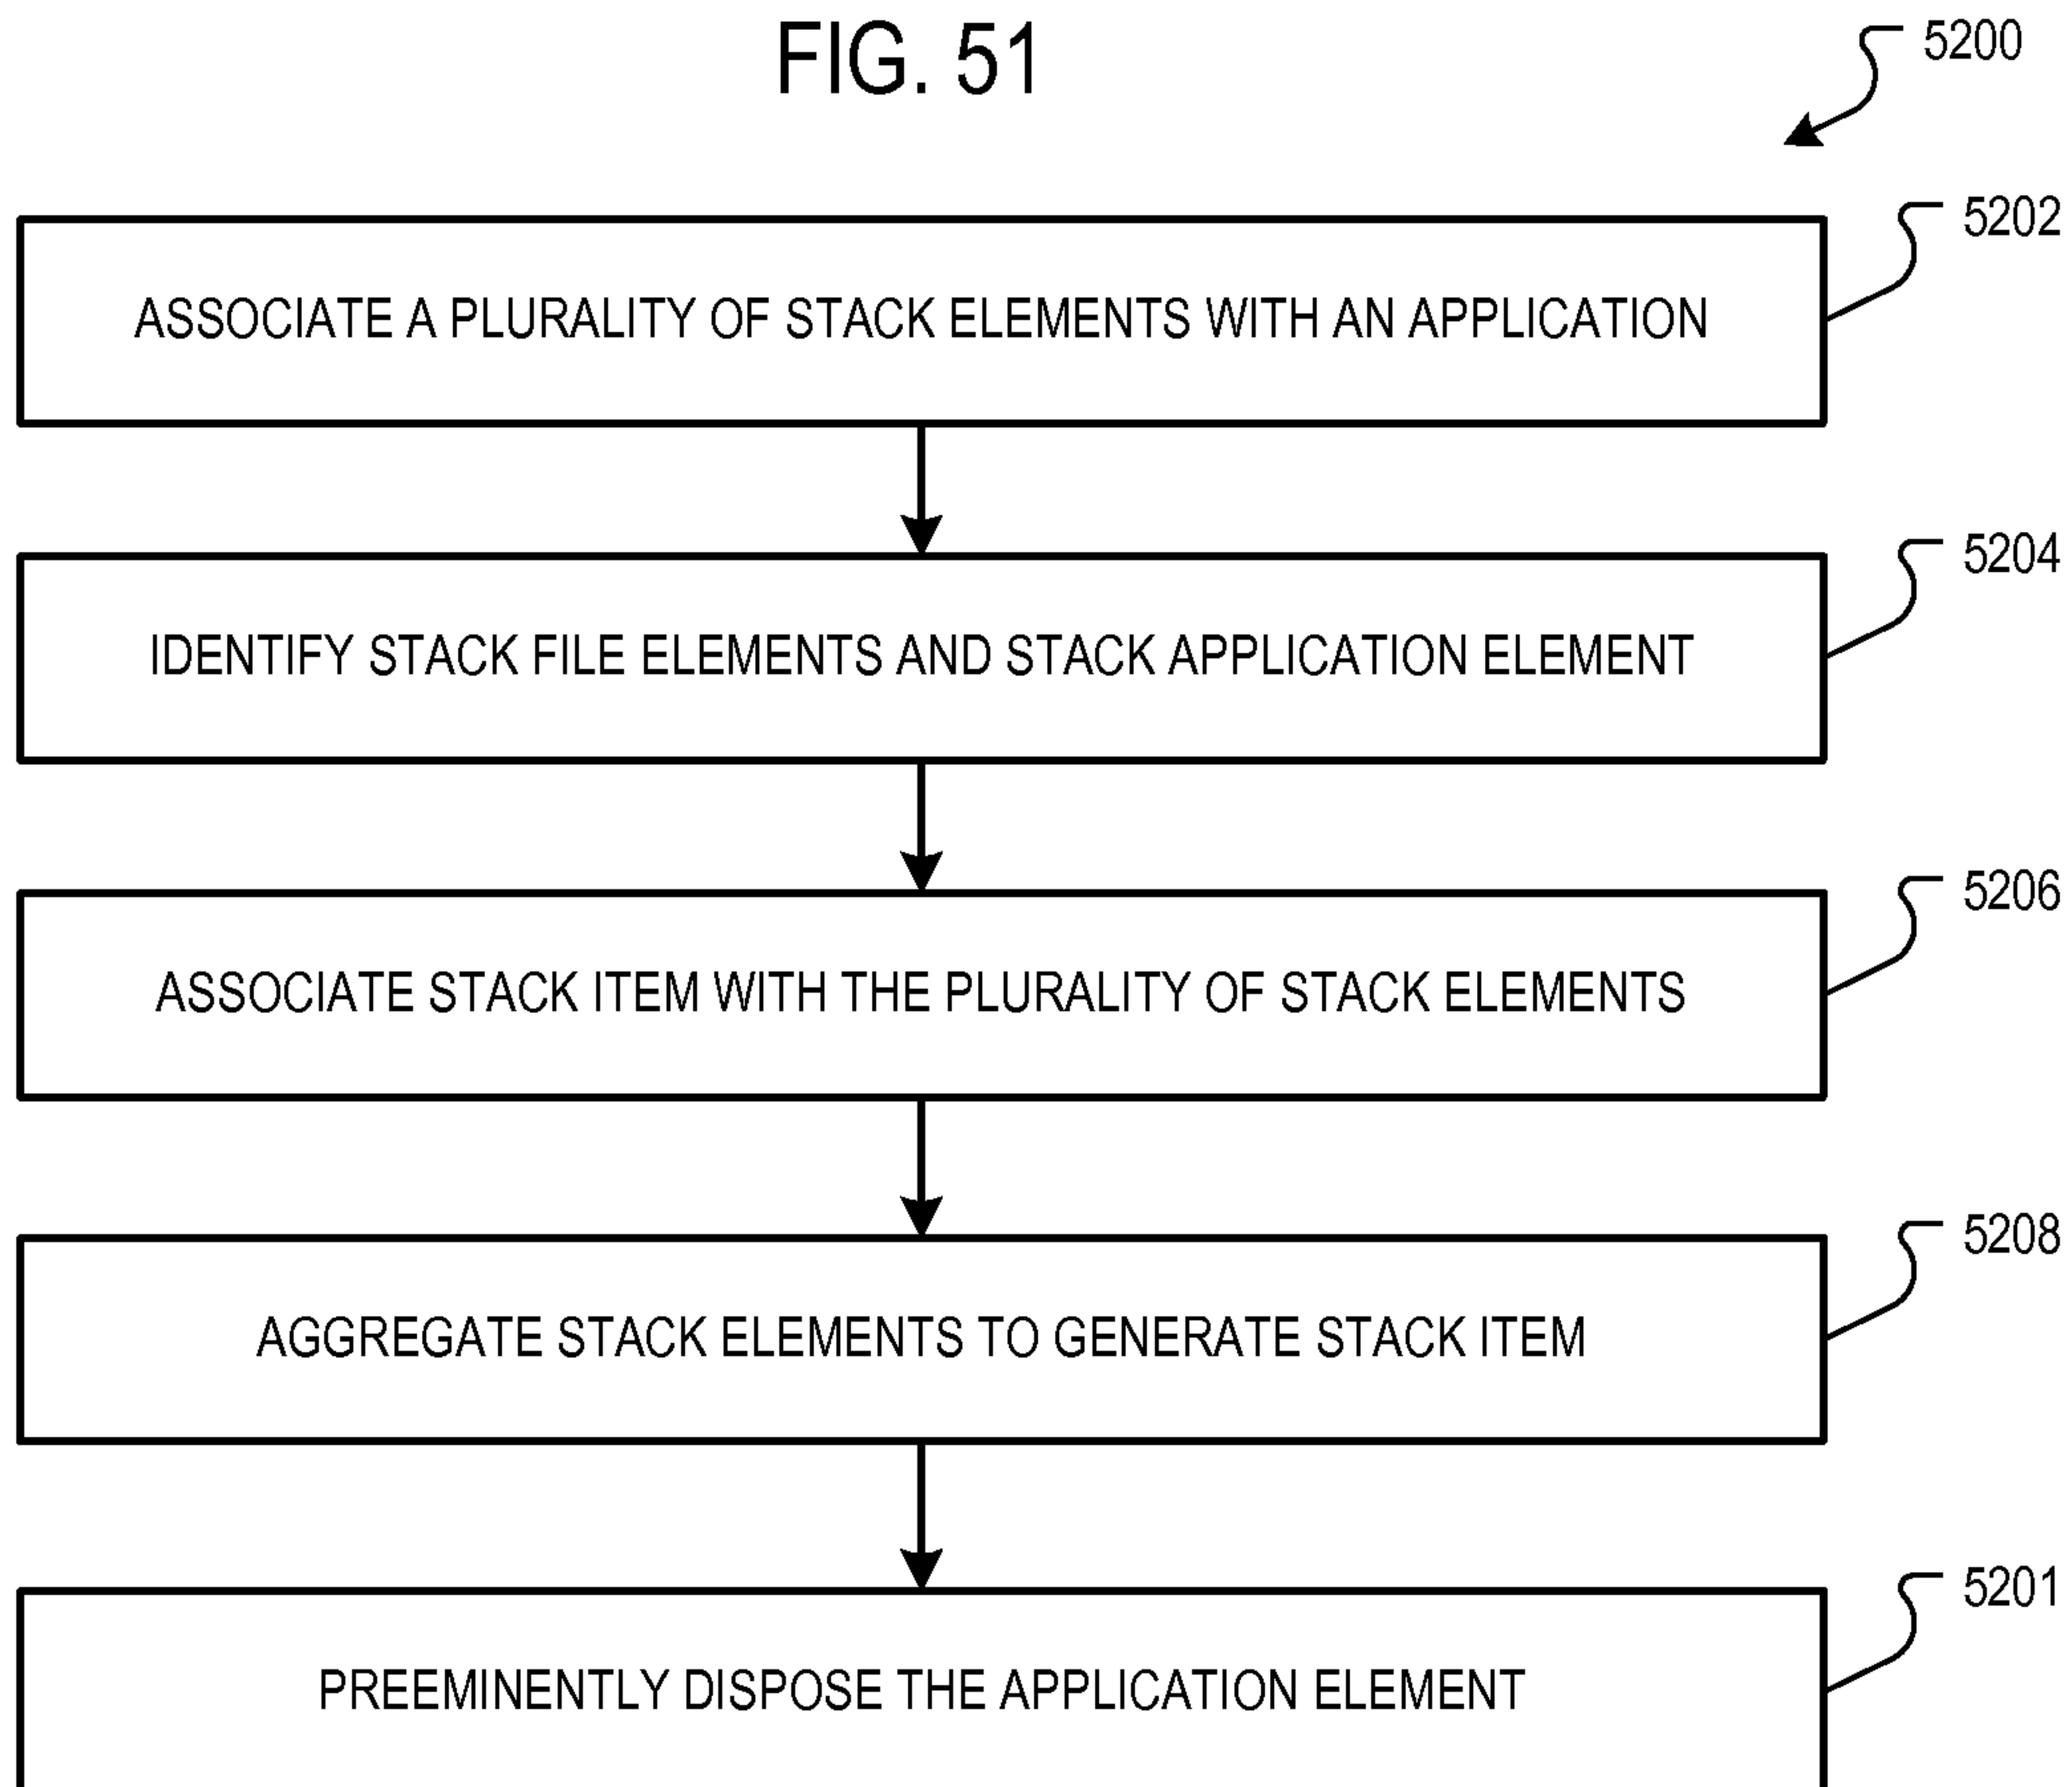 FIG. 51
5200
5202
ASSOCIATE A PLURALITY OF STACK ELEMENTS WITH AN APPLICATION
5204
IDENTIFY STACK FILE ELEMENTS AND STACK APPLICATION ELEMENT
5206
ASSOCIATE STACK ITEM WITH THE PLURALITY OF STACK ELEMENTS
5208
AGGREGATE STACK ELEMENTS TO GENERATE STACK ITEM
5201
PREEMINENTLY DISPOSE THE APPLICATION ELEMENT